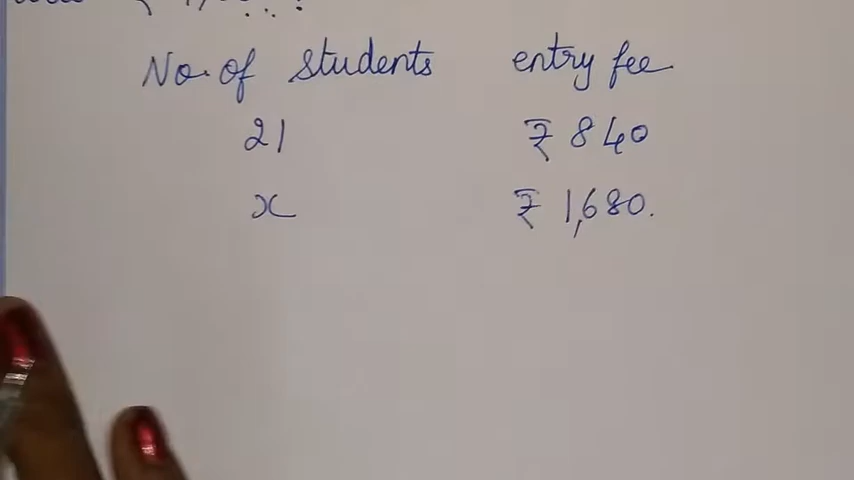 No. of students entry fee
21 ₹ 840
x ₹ 1,680.